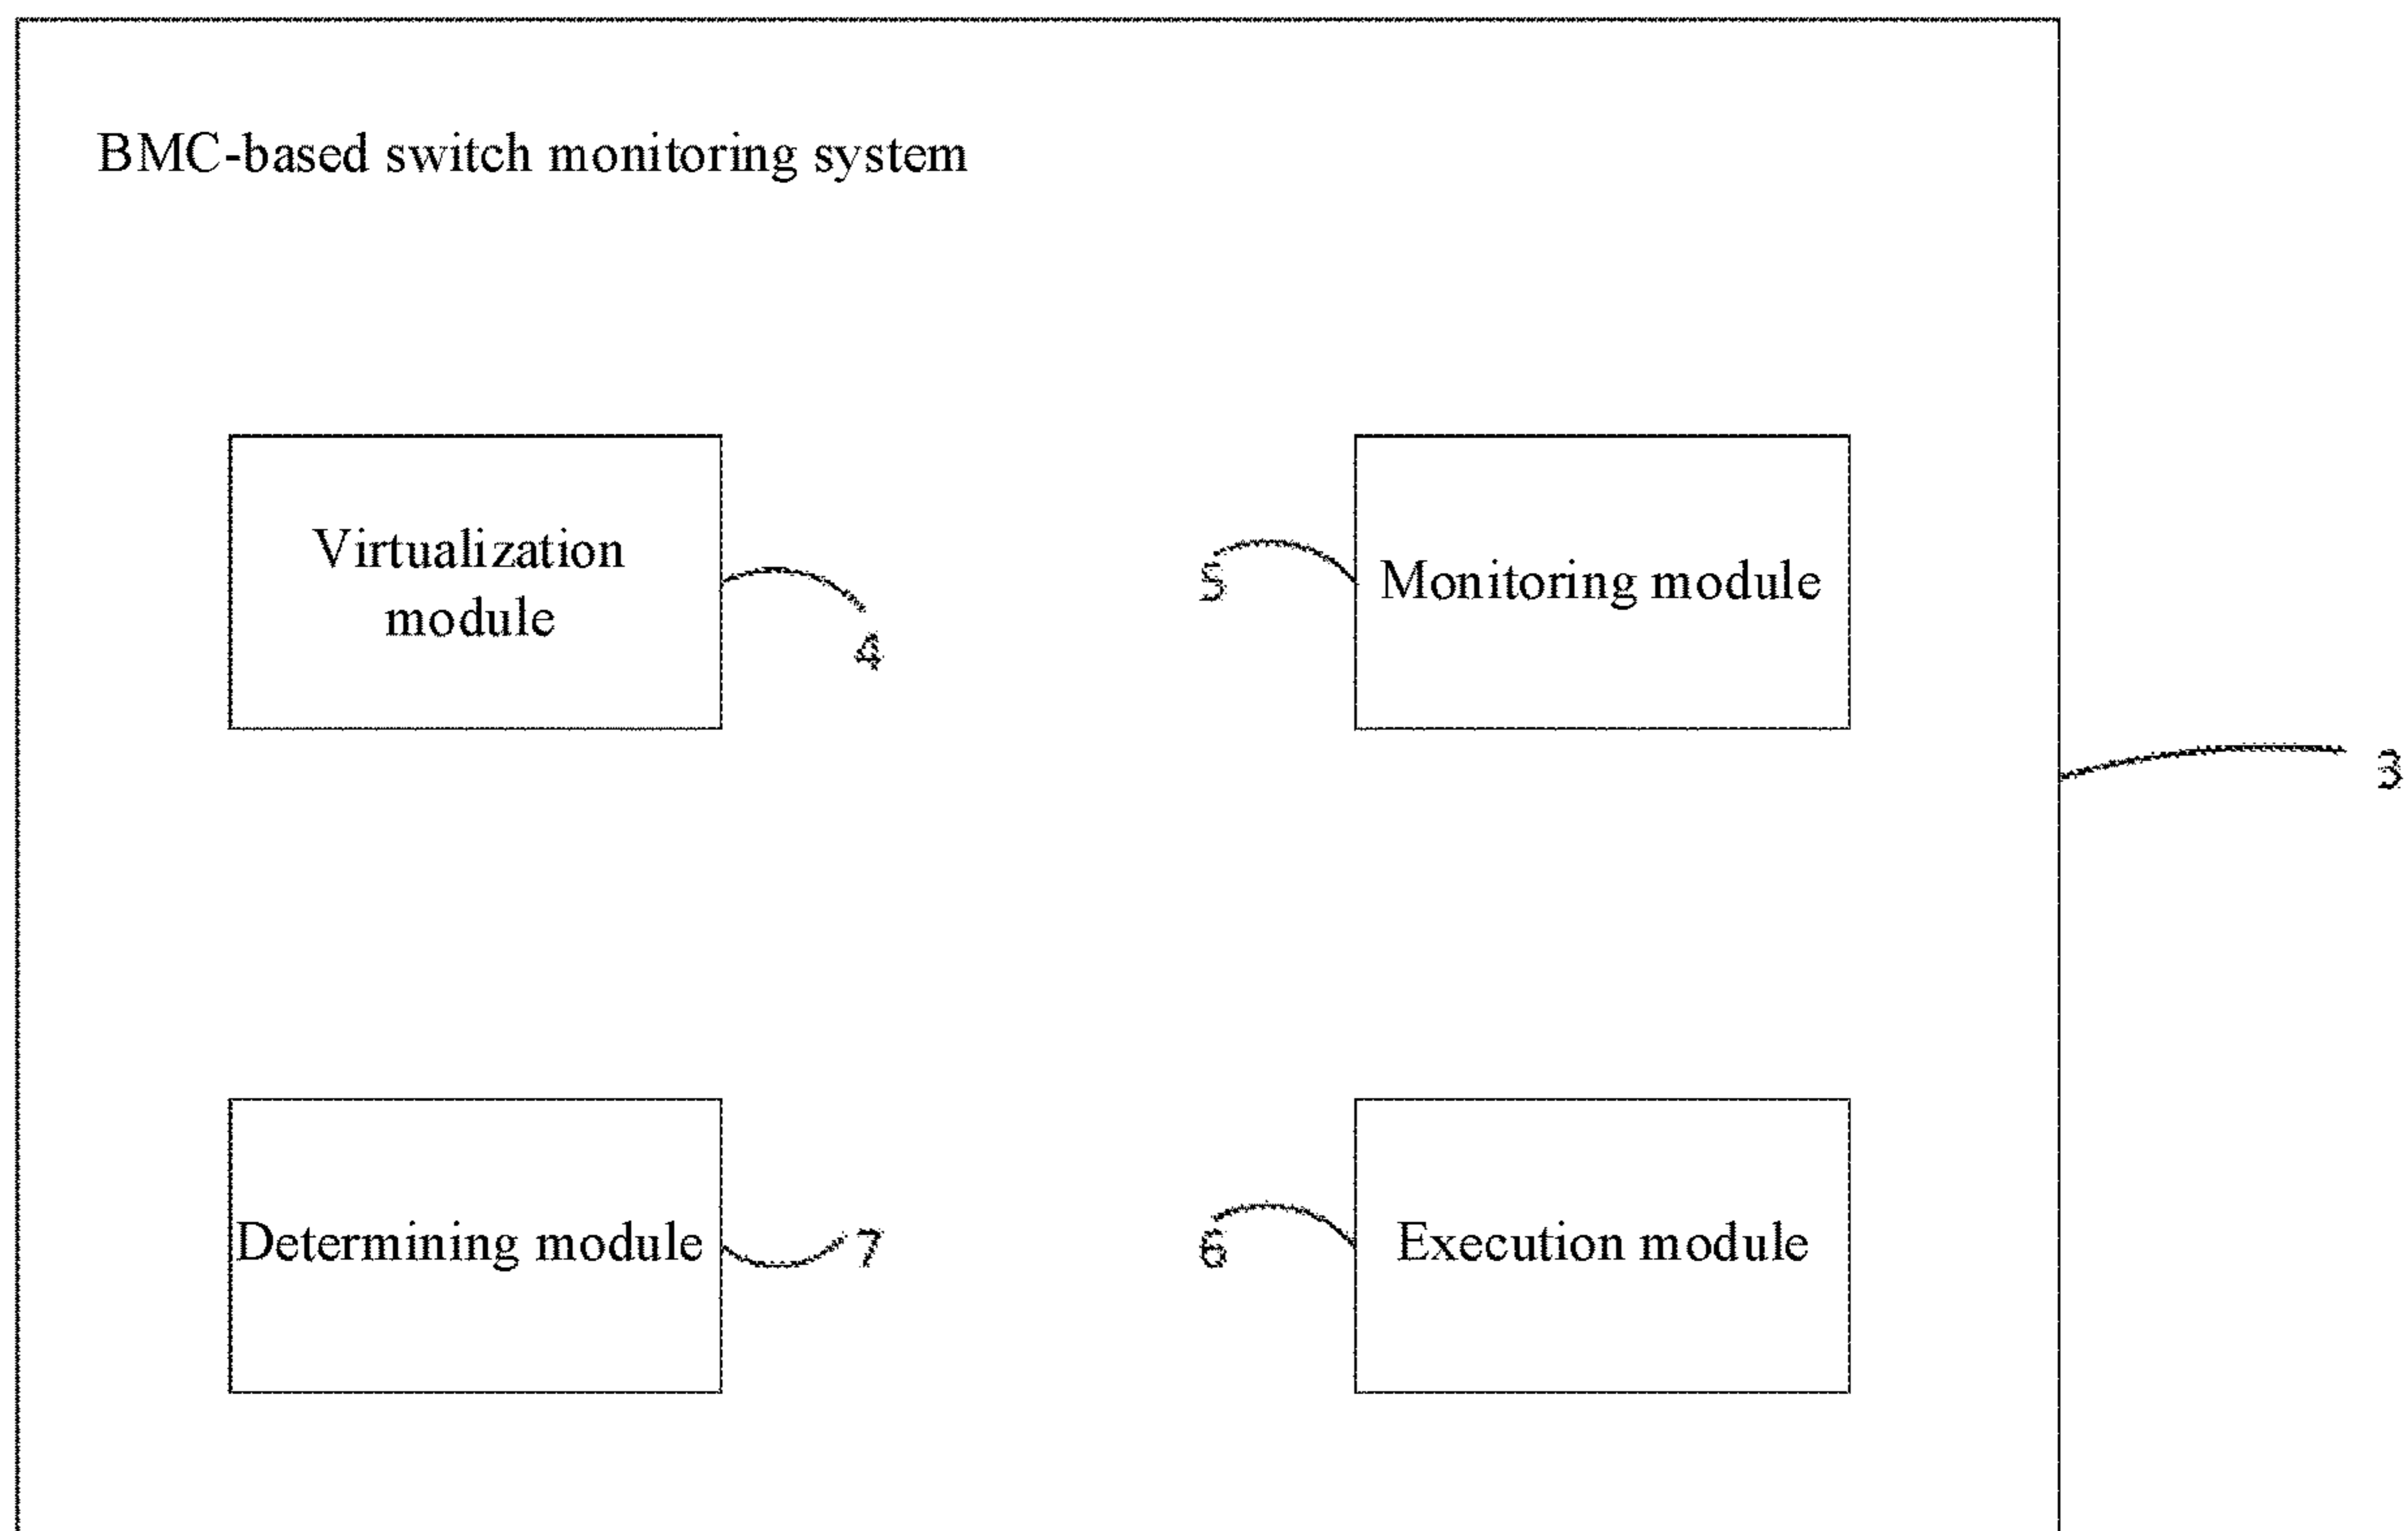 BMC-based switch monitoring system
Virtualization
module
4
5
Monitoring module
3
Determining module
7
6
Execution module